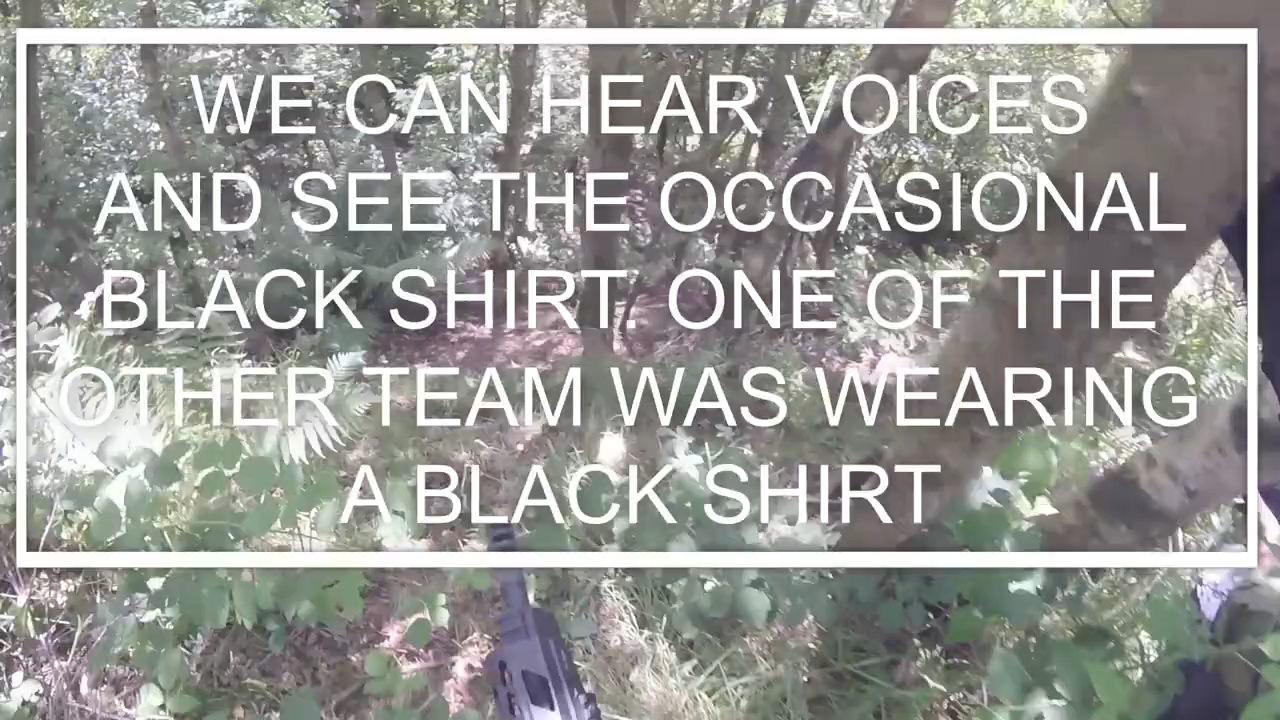 WE CAN HEAR VOICES
AND SEE THE OCCASIONAL
BLACK SHIRT. ONE OF THE
OTHER TEAM WAS WEARING
A BLACK SHIRT